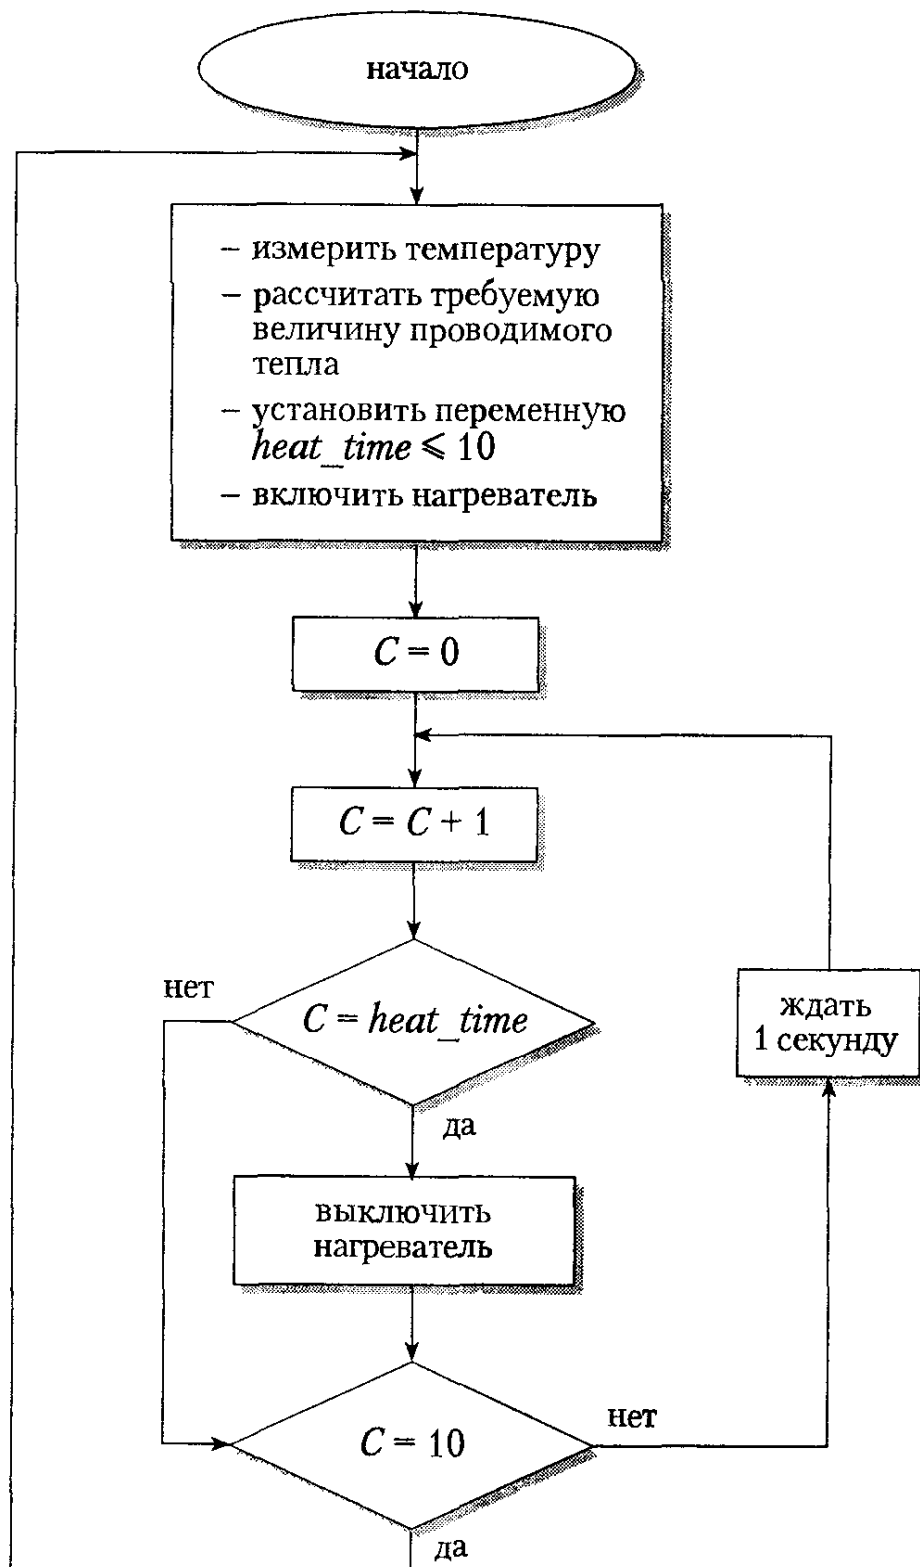 начало
– измерить температуру
– рассчитать требуемую
величину проводимого
тепла
– установить переменную
heat_time ⩽ 10
– включить нагреватель
C = 0
C = C + 1
нет
C = heat_time
ждать
1 секунду
да
выключить
нагреватель
нет
C = 10
да